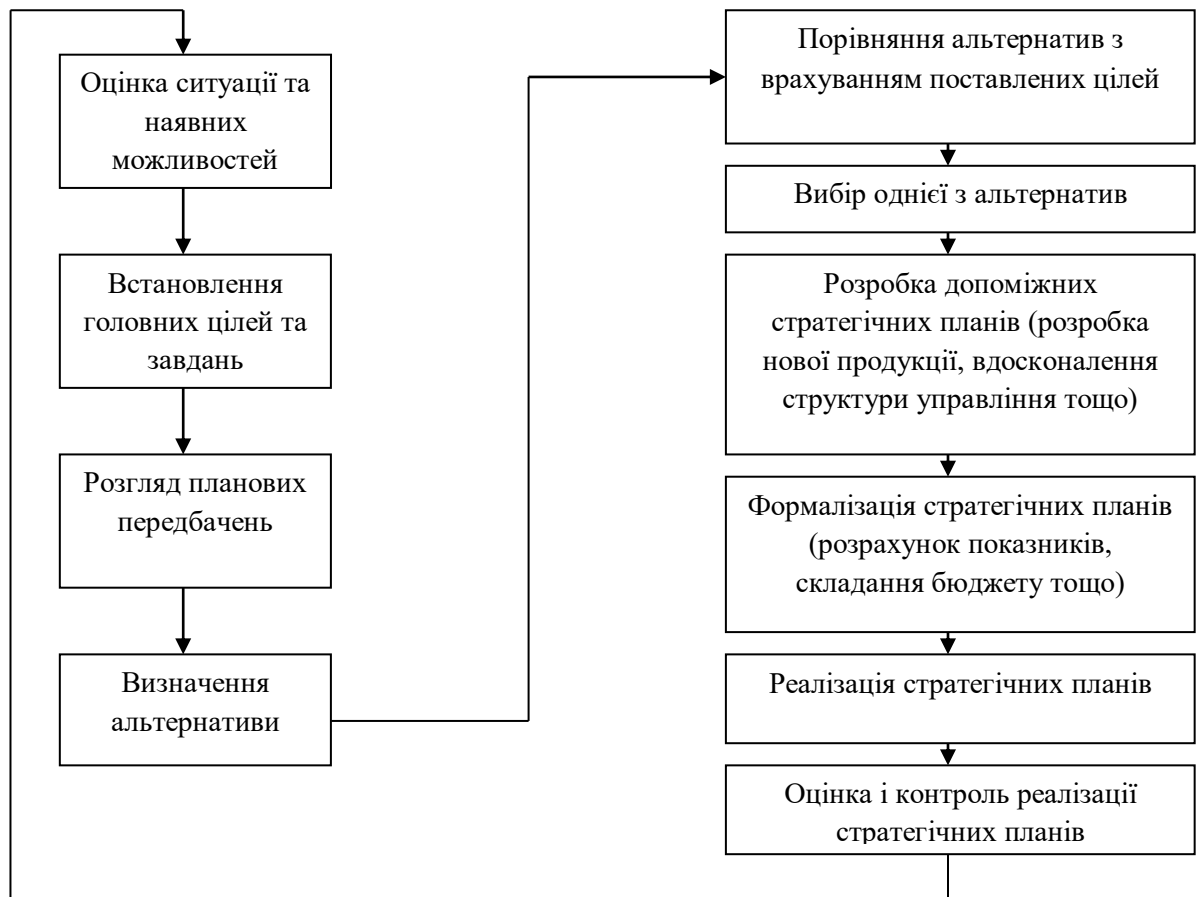 Оцінка ситуації та
наявних
можливостей
Встановлення
головних цілей та
завдань
Розгляд планових
передбачень
Визначення
альтернативи
Порівняння альтернатив з
врахуванням поставлених цілей
Вибір однієї з альтернатив
Розробка допоміжних
стратегічних планів (розробка
нової продукції, вдосконалення
структури управління тощо)
Формалізація стратегічних планів
(розрахунок показників,
складання бюджету тощо)
Реалізація стратегічних планів
Оцінка і контроль реалізації
стратегічних планів